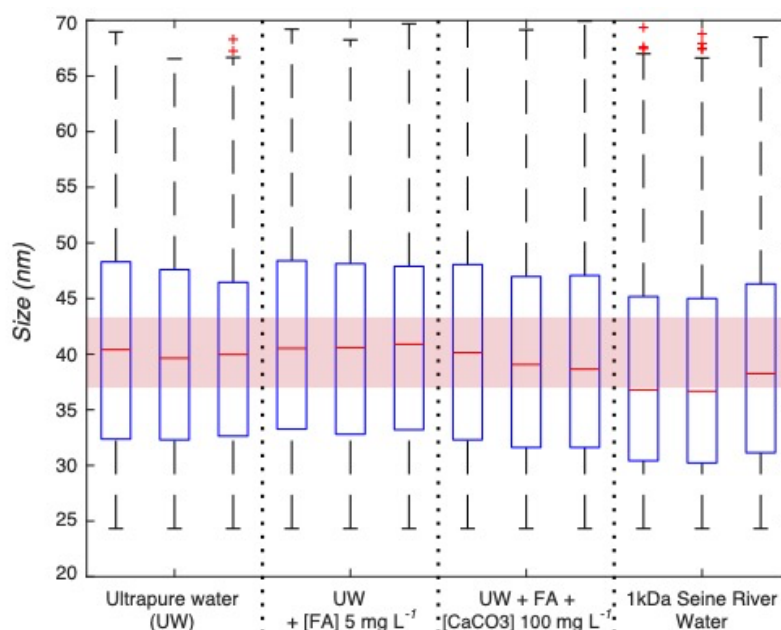 70
65
60
55
50
45
40
35
30
25
20
Size (nm)
Ultrapure water
(UW)
UW
+ [FA] 5 mg L⁻¹
UW + FA +
[CaCO3] 100 mg L⁻¹
1kDa Seine River
Water